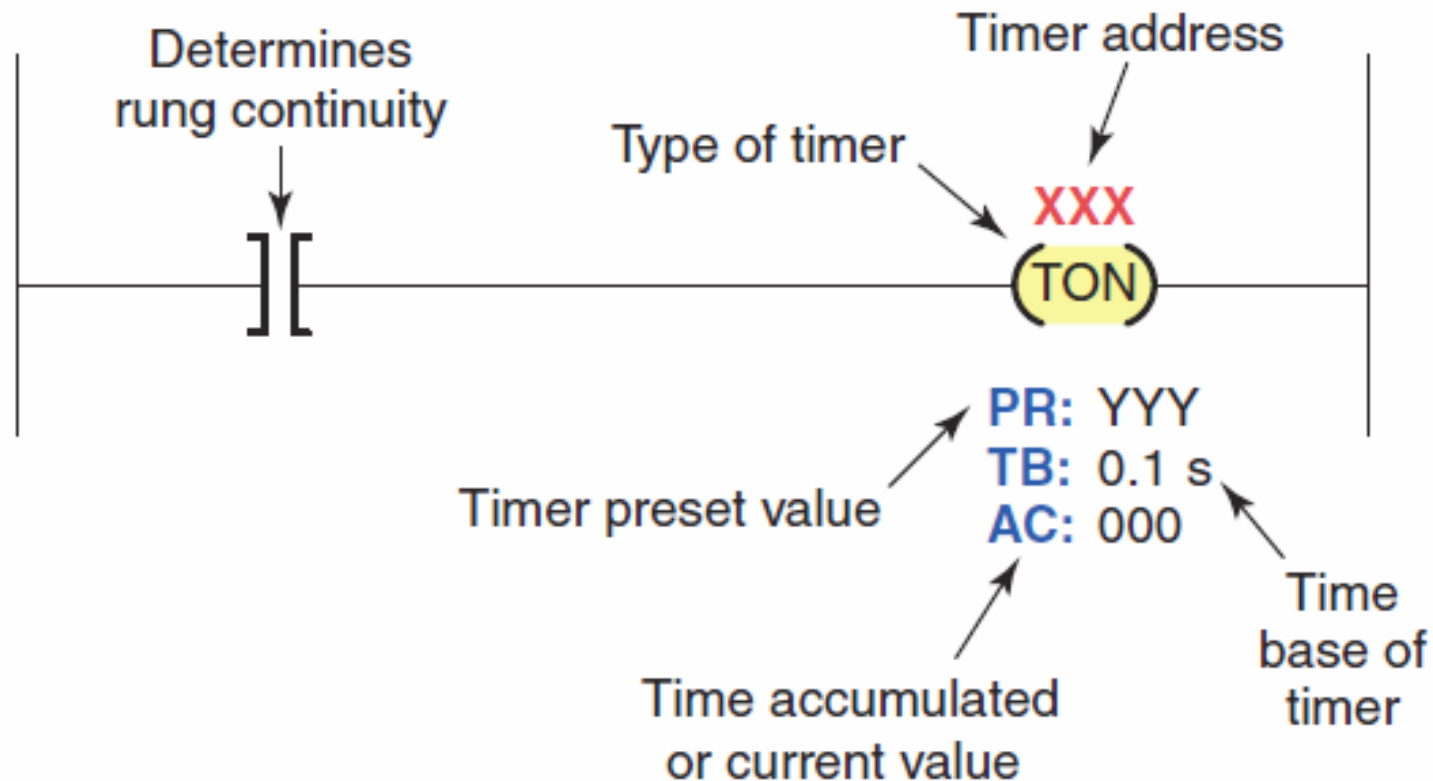 Determines
rung continuity
Timer address
Type of timer
XXX
TON
PR: YYY
TB: 0.1 s
AC: 000
Timer preset value
Time
base of
timer
Time accumulated
or current value